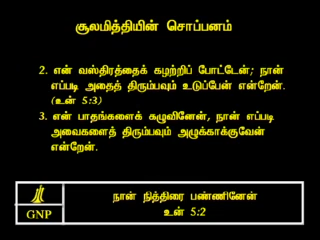 சூலமித்தியின் சொப்பனம்
2. என் வஸ்திரத்தைக் கழற்றிப் போட்டேன்; நான்
எப்படி அதைத் திரும்பவும் உடுப்பேன் என்றேன்.
(உன் 5:3)
3. என் பாதங்களைக் கழுவினேன், நான் எப்படி
அவைகளைத் திரும்பவும் அழுக்காக்குவேன்
என்றேன்.
GNP
நான் நித்திரை பண்ணினேன்
உன் 5:2